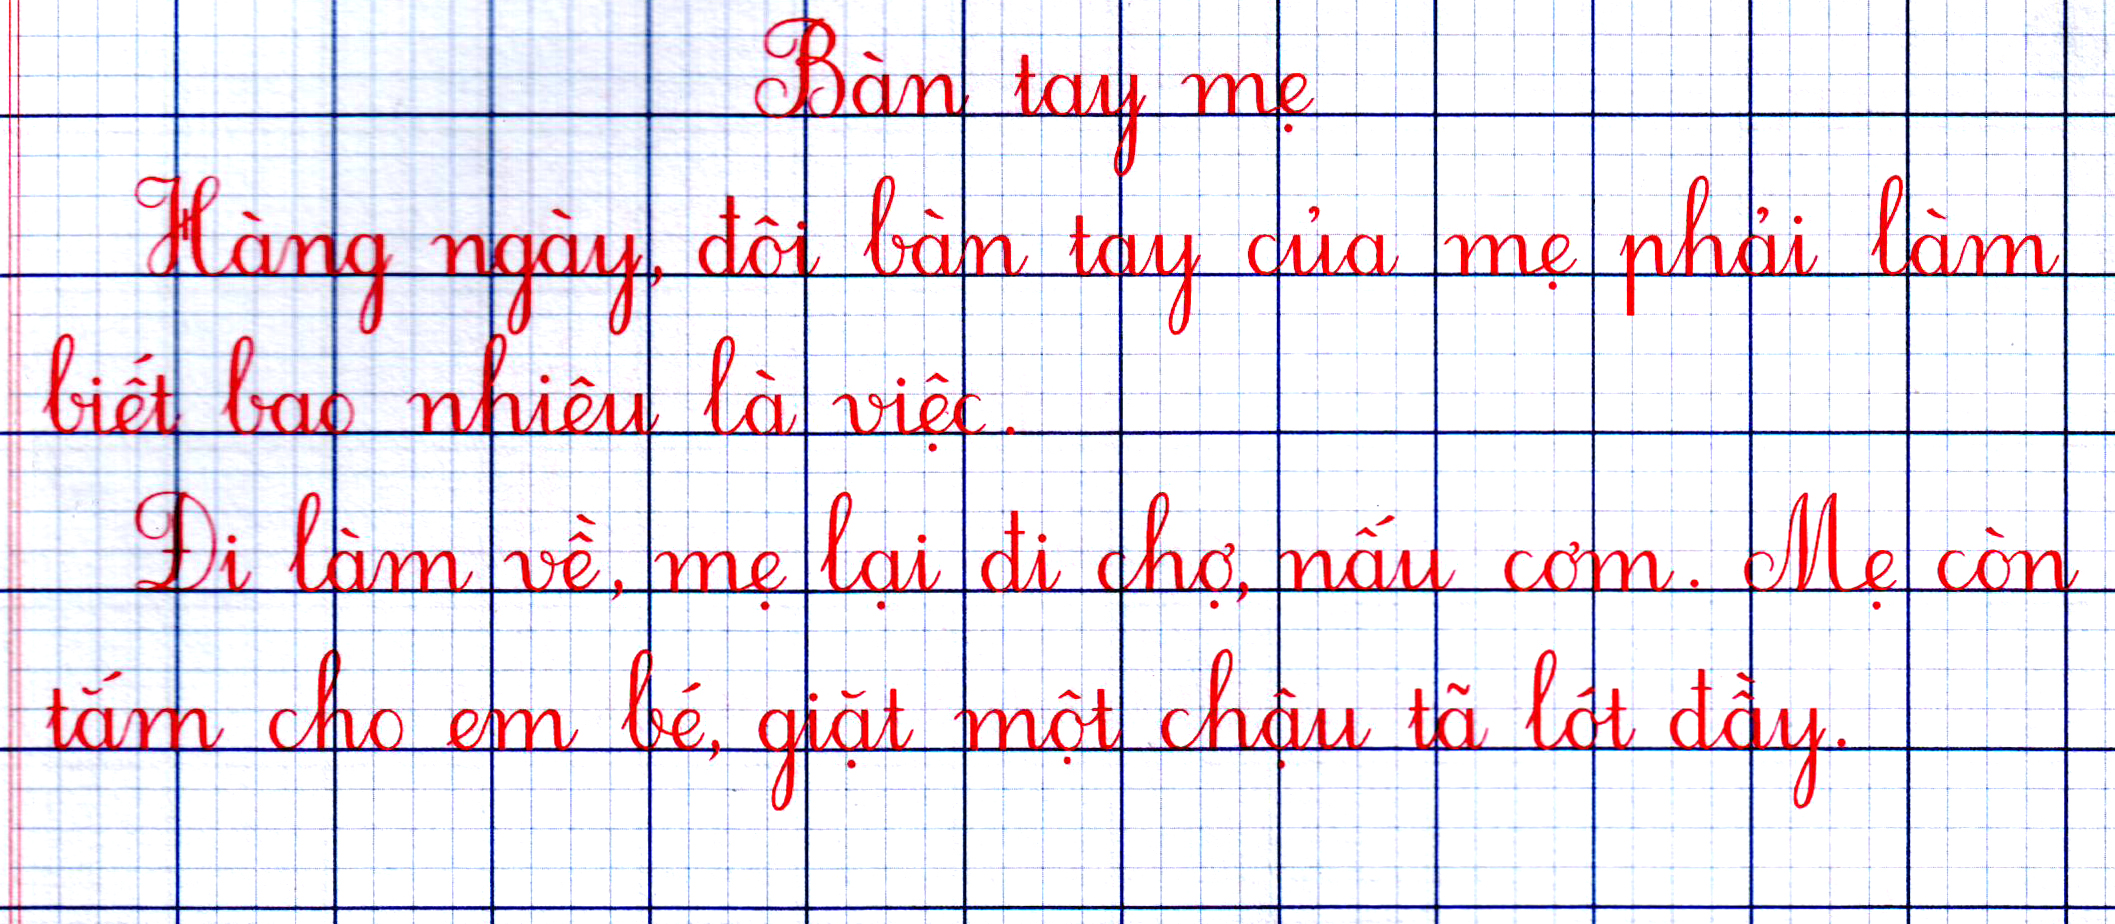 Bàn tay mẹ
Hàng ngày, đôi bàn tay của mẹ phải làm
biết bao nhiêu là việc.
Đi làm về, mẹ lại đi chợ, nấu cơm. Mẹ còn
tắm cho em bé, giặt một chậu tã lót đầy.